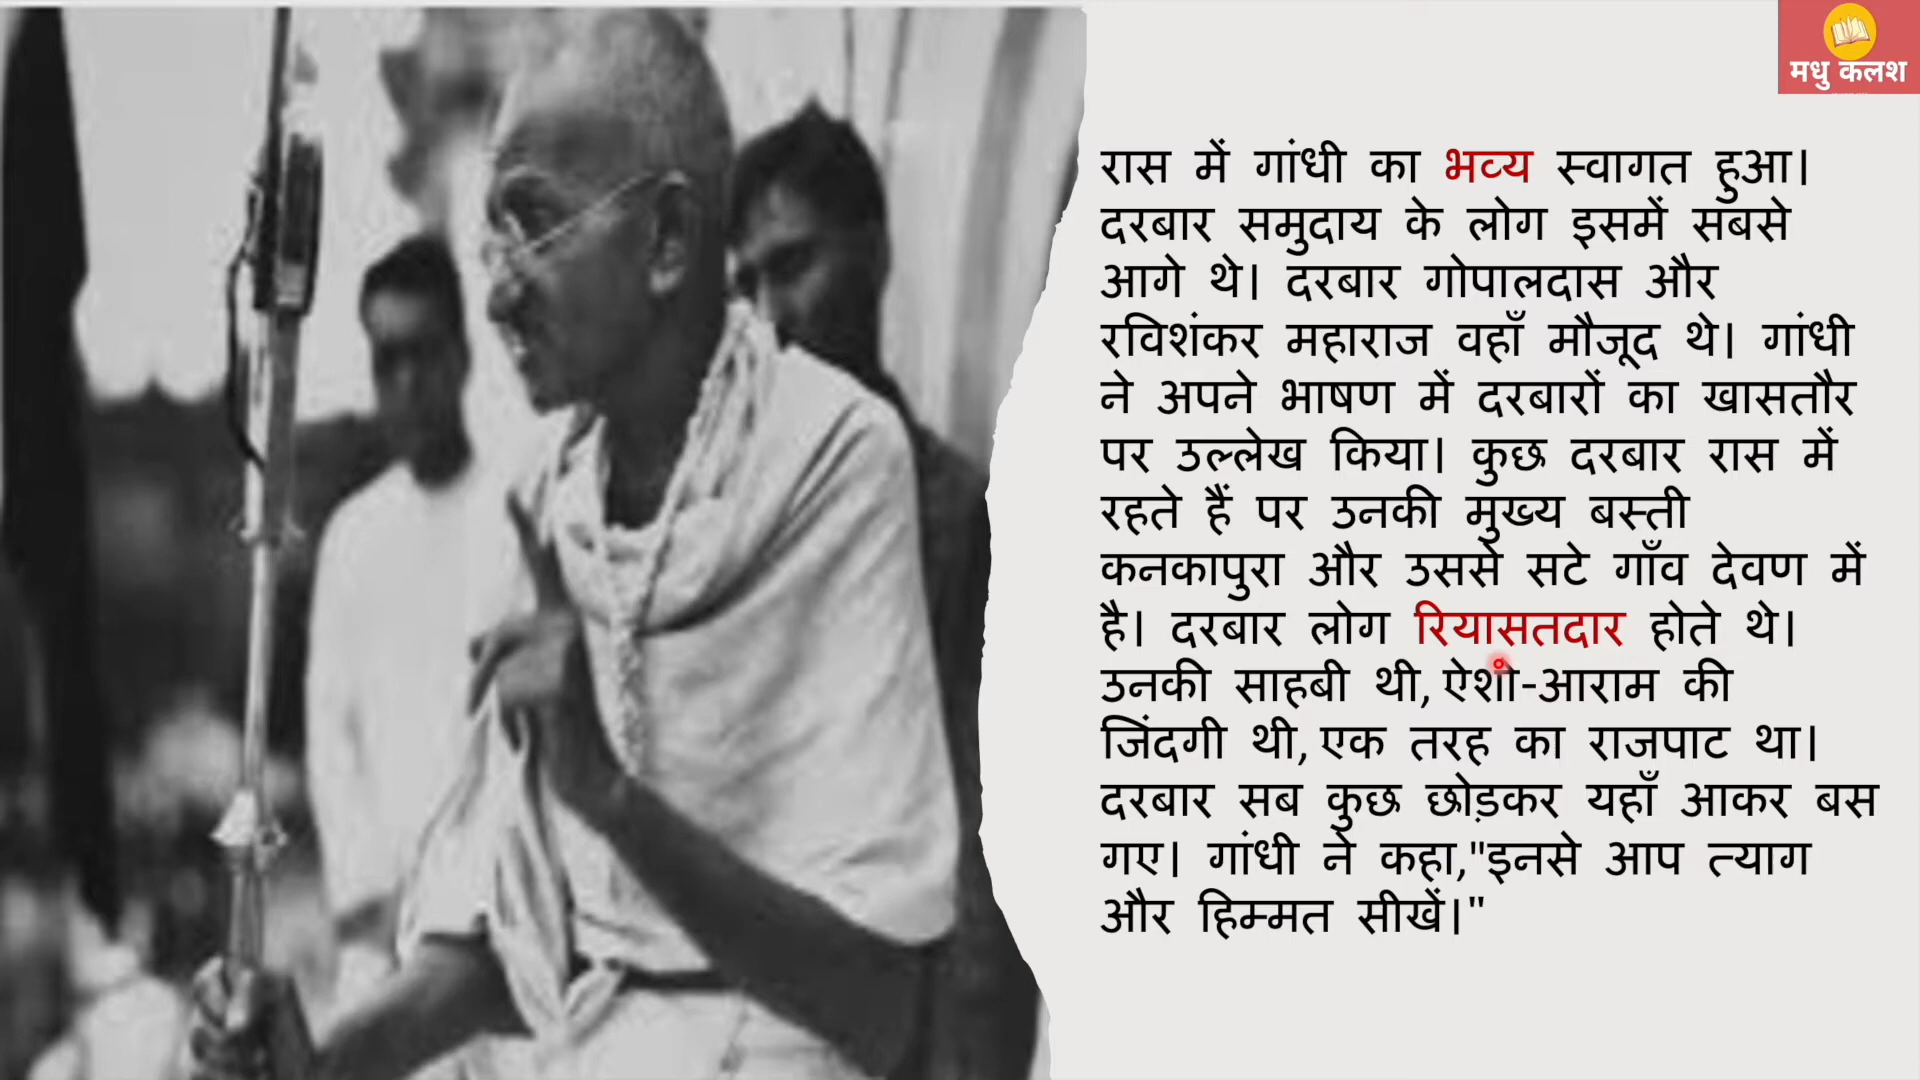 मधु कलश
रास में गांधी का भव्य स्वागत हुआ।
दरबार समुदाय के लोग इसमें सबसे
आगे थे। दरबार गोपालदास और
रविशंकर महाराज वहाँ मौजूद थे। गांधी
ने अपने भाषण में दरबारों का खासतौर
पर उल्लेख किया। कुछ दरबार रास में
रहते हैं पर उनकी मुख्य बस्ती
कनकापुरा और उससे सटे गाँव देवण में
है। दरबार लोग रियासतदार होते थे।
उनकी साहबी थी, ऐशो-आराम की
जिंदगी थी, एक तरह का राजपाट था।
दरबार सब कुछ छोड़कर यहाँ आकर बस
गए। गांधी ने कहा,"इनसे आप त्याग
और हिम्मत सीखें।"